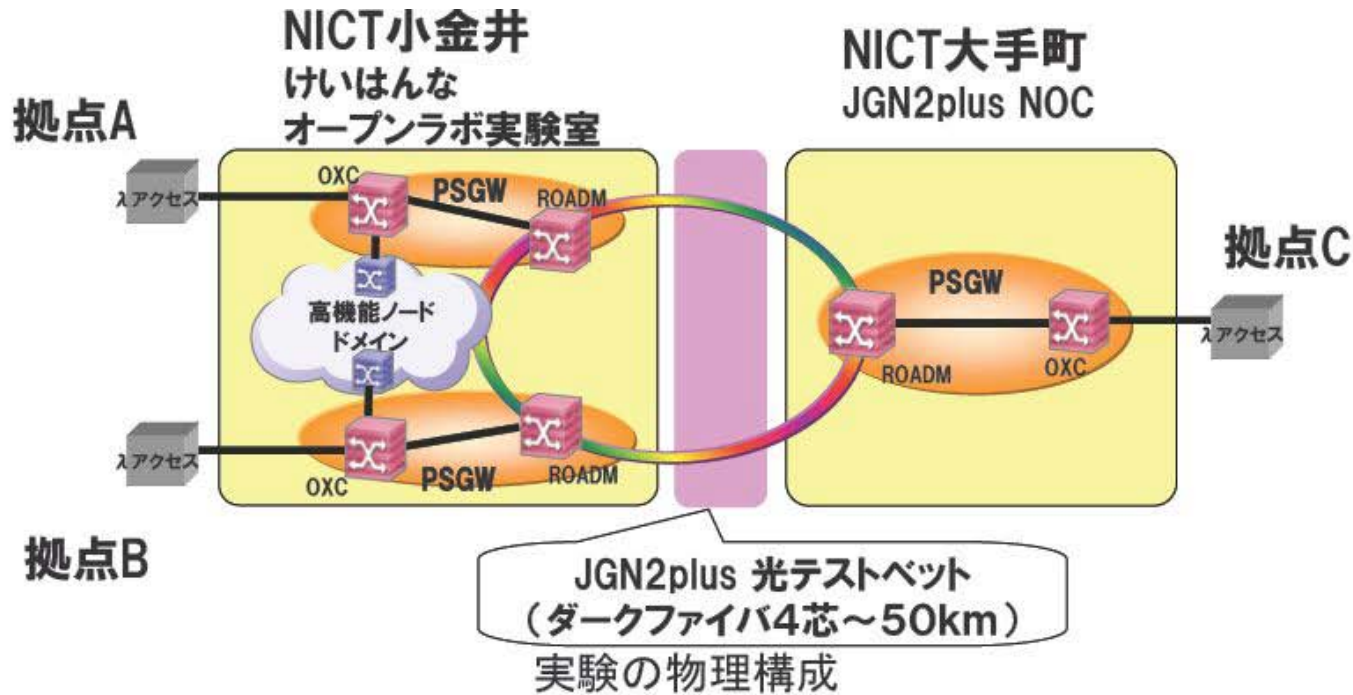 NICT小金井
けいはんな
オープンラボ実験室
NICT大手町
JGN2plus NOC
拠点A
λアクセス
OXC
PSGW
ROADM
高機能ノード
ドメイン
拠点C
PSGW
λアクセス
ROADM
OXC
λアクセス
OXC
PSGW
ROADM
拠点B
JGN2plus 光テストベット
（ダークファイバ4芯～50km）
実験の物理構成